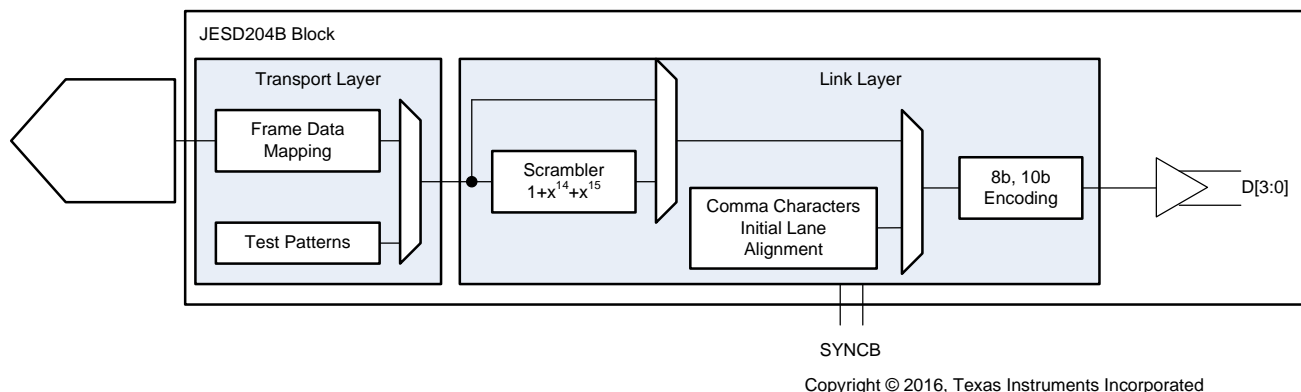 JESD204B Block
Transport Layer
Frame Data
Mapping
Test Patterns
Link Layer
Scrambler
1+x¹⁴+x¹⁵
Comma Characters
Initial Lane
Alignment
8b, 10b
Encoding
D[3:0]
SYNCB
Copyright © 2016, Texas Instruments Incorporated